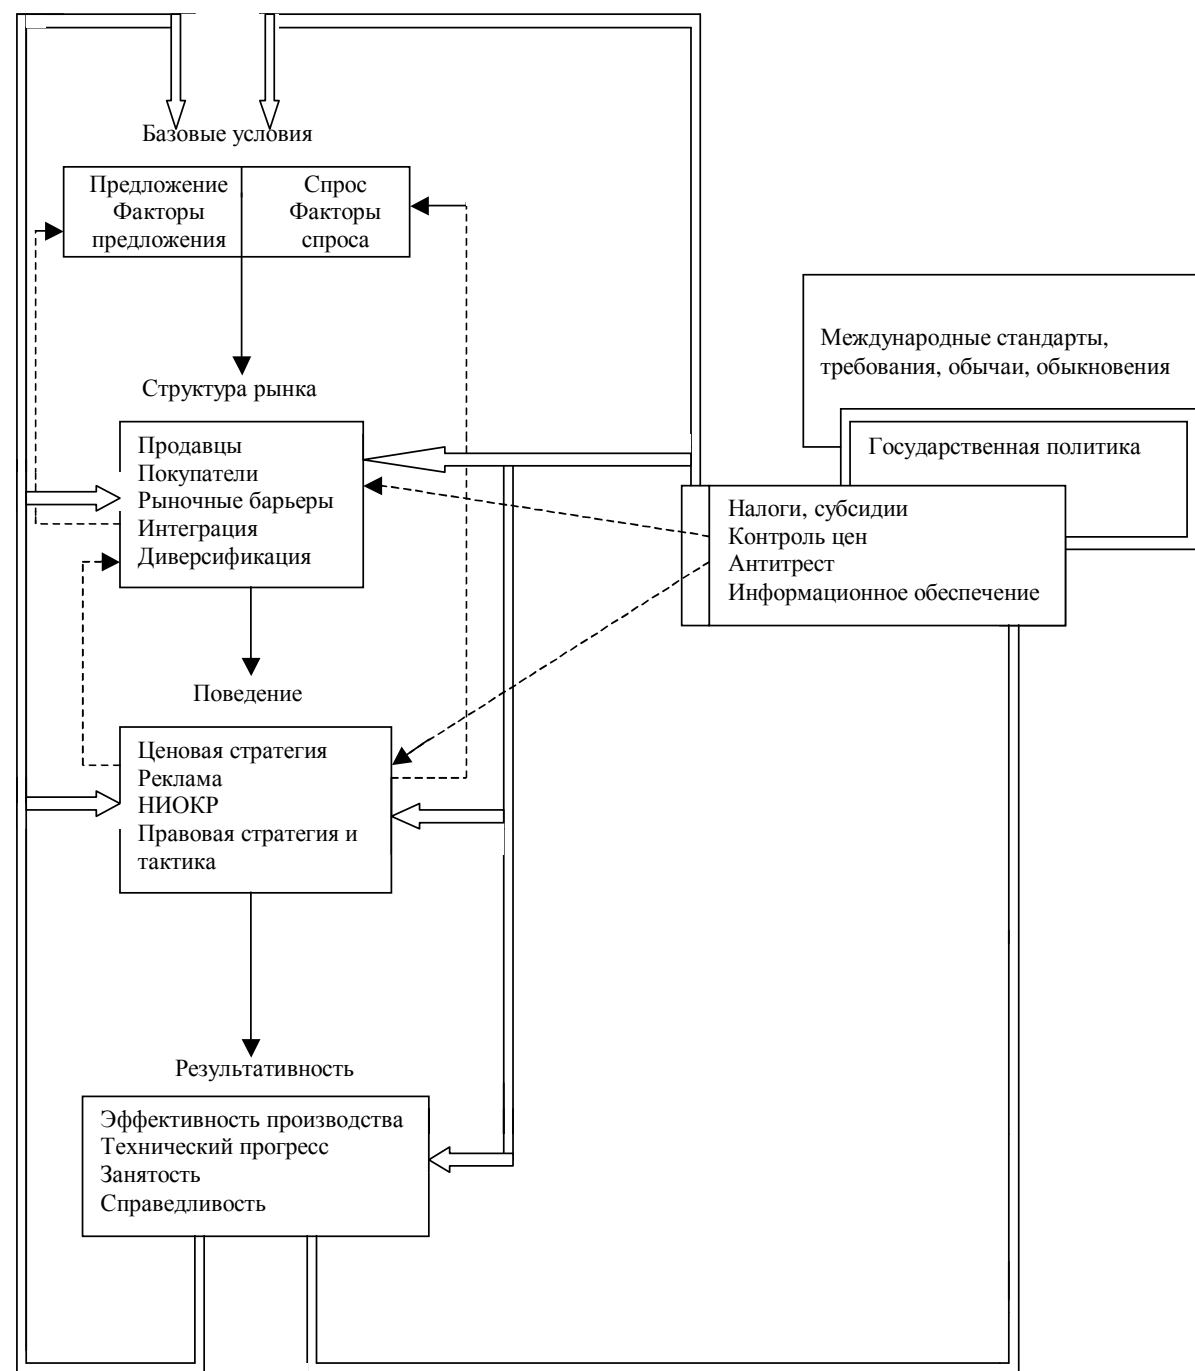 Базовые условия
Предложение
Факторы
предложения
Спрос
Факторы
спроса
Международные стандарты,
требования, обычаи, обыкновения
Структура рынка
Продавцы
Покупатели
Рыночные барьеры
Интеграция
Диверсификация
Государственная политика
Налоги, субсидии
Контроль цен
Антитрест
Информационное обеспечение
Поведение
Ценовая стратегия
Реклама
НИОКР
Правовая стратегия и
тактика
Результативность
Эффективность производства
Технический прогресс
Занятость
Справедливость